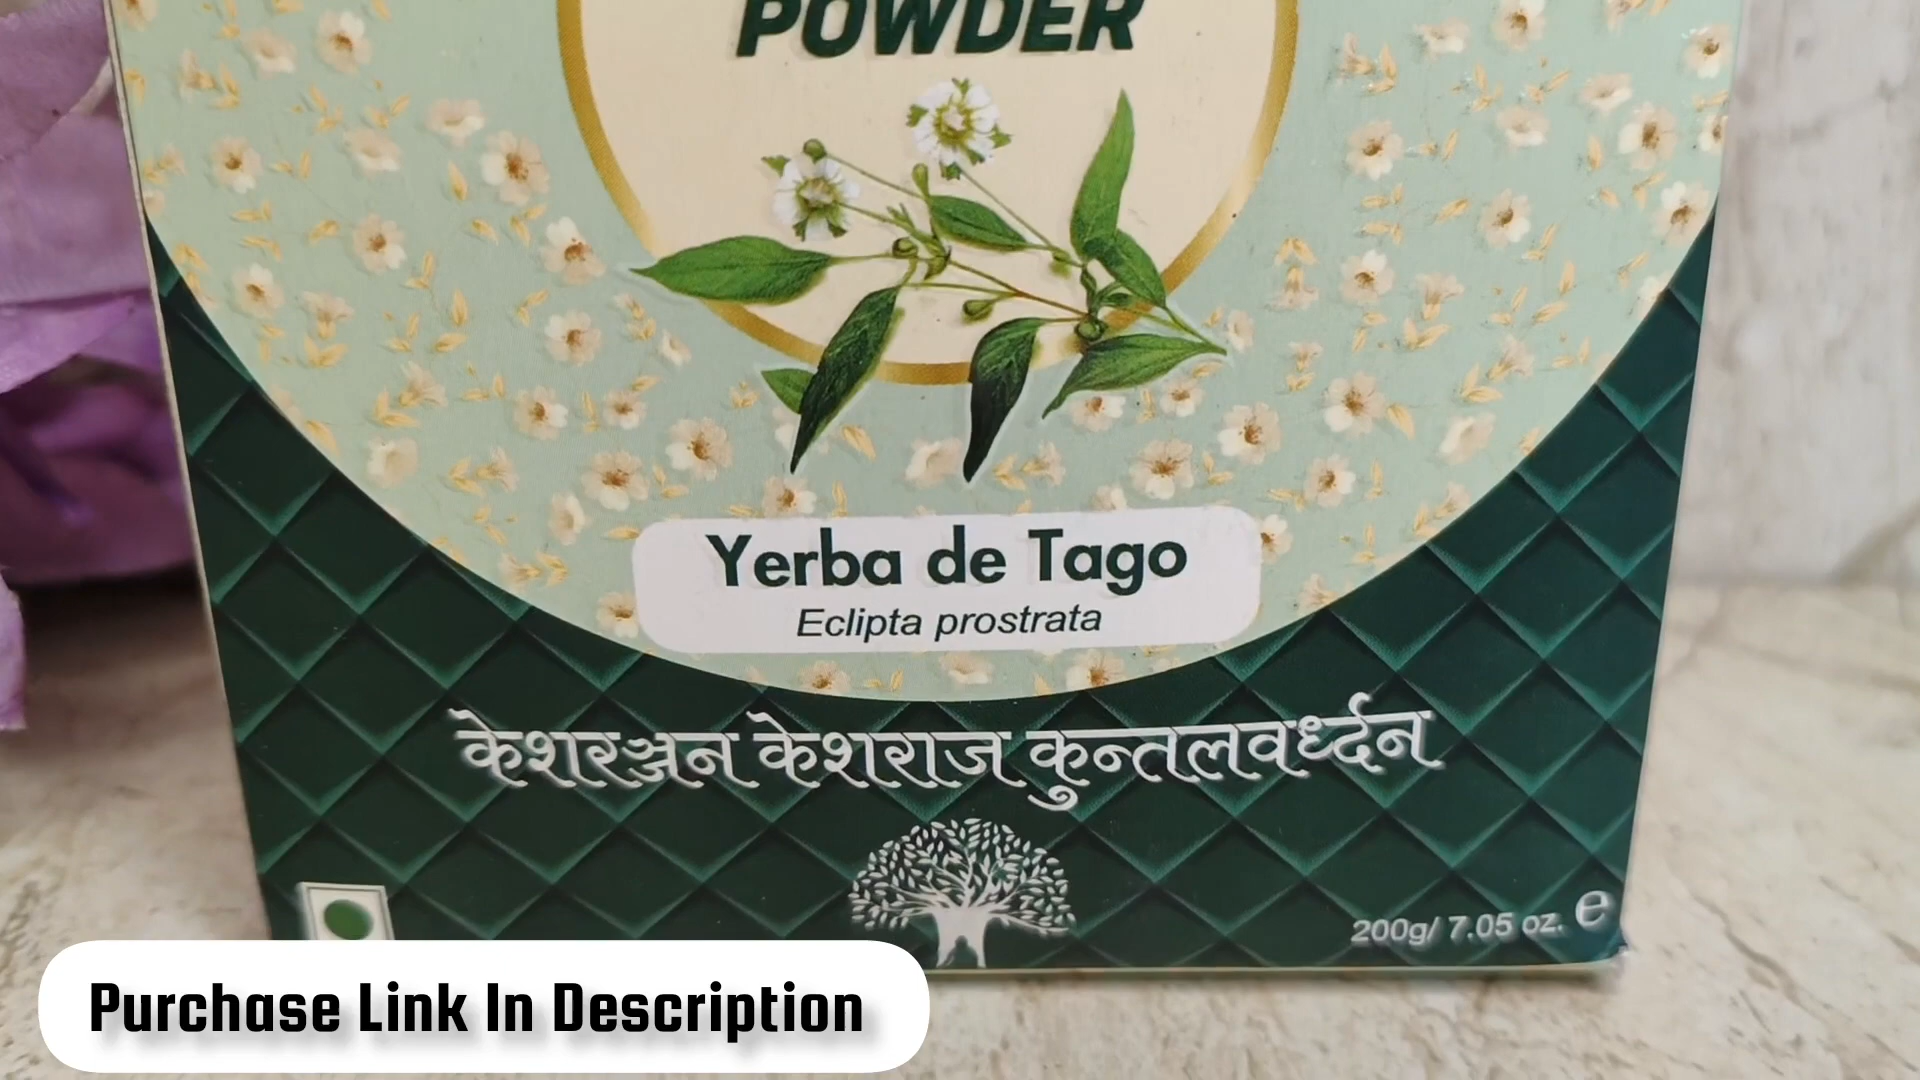 POWDER
Yerba de Tago
Eclipta prostrata
केशरञ्जन केशराज कुन्तलवर्ध्दन
200g/ 7.05 oz. e
Purchase Link In Description